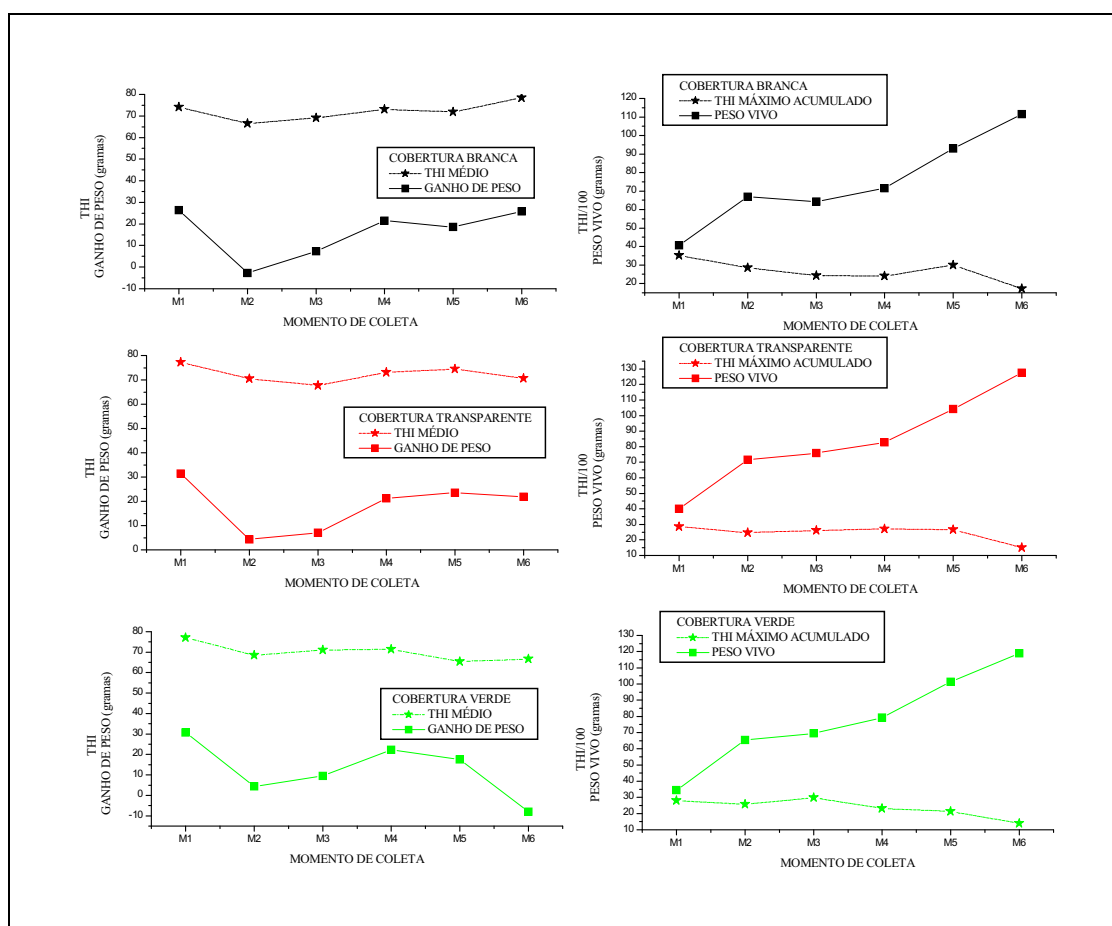 COBERTURA BRANCA
THI MÉDIO
GANHO DE PESO
THI
GANHO DE PESO (gramas)
80
70
60
50
40
30
20
10
0
-10
M1 M2 M3 M4 M5 M6
MOMENTO DE COLETA
COBERTURA BRANCA
THI MÁXIMO ACUMULADO
PESO VIVO
THI/100
PESO VIVO (gramas)
120
110
100
90
80
70
60
50
40
30
20
M1 M2 M3 M4 M5 M6
MOMENTO DE COLETA
COBERTURA TRANSPARENTE
THI MÉDIO
GANHO DE PESO
THI
GANHO DE PESO (gramas)
80
70
60
50
40
30
20
10
0
M1 M2 M3 M4 M5 M6
MOMENTO DE COLETA
COBERTURA TRANSPARENTE
THI MÁXIMO ACUMULADO
PESO VIVO
THI/100
PESO VIVO (gramas)
130
120
110
100
90
80
70
60
50
40
30
20
10
M1 M2 M3 M4 M5 M6
MOMENTO DE COLETA
COBERTURA VERDE
THI MÉDIO
GANHO DE PESO
THI
GANHO DE PESO (gramas)
80
70
60
50
40
30
20
10
0
-10
M1 M2 M3 M4 M5 M6
MOMENTO DE COLETA
COBERTURA VERDE
THI MÁXIMO ACUMULADO
PESO VIVO
THI/100
PESO VIVO (gramas)
130
120
110
100
90
80
70
60
50
40
30
20
10
M1 M2 M3 M4 M5 M6
MOMENTO DE COLETA